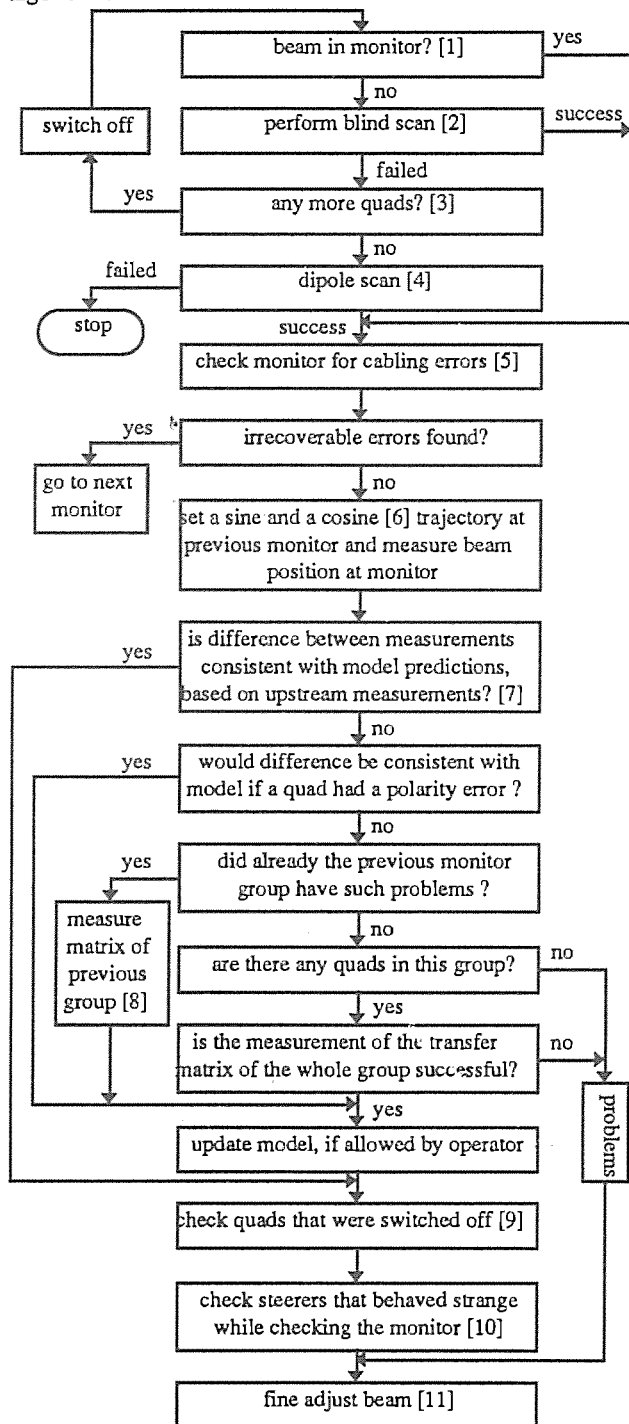 beam in monitor? [1]
yes
no
switch off
perform blind scan [2]
success
failed
yes
any more quads? [3]
no
failed
dipole scan [4]
stop
success
check monitor for cabling errors [5]
yes
irrecoverable errors found?
go to next
monitor
no
set a sine and a cosine [6] trajectory at
previous monitor and measure beam
position at monitor
yes
is difference between measurements
consistent with model predictions,
based on upstream measurements? [7]
no
yes
would difference be consistent with
model if a quad had a polarity error ?
no
yes
did already the previous monitor
group have such problems ?
measure
matrix of
previous
group [8]
no
are there any quads in this group?
no
yes
is the measurement of the transfer
matrix of the whole group successful?
no
yes
problems
update model, if allowed by operator
check quads that were switched off [9]
check steerers that behaved strange
while checking the monitor [10]
fine adjust beam [11]